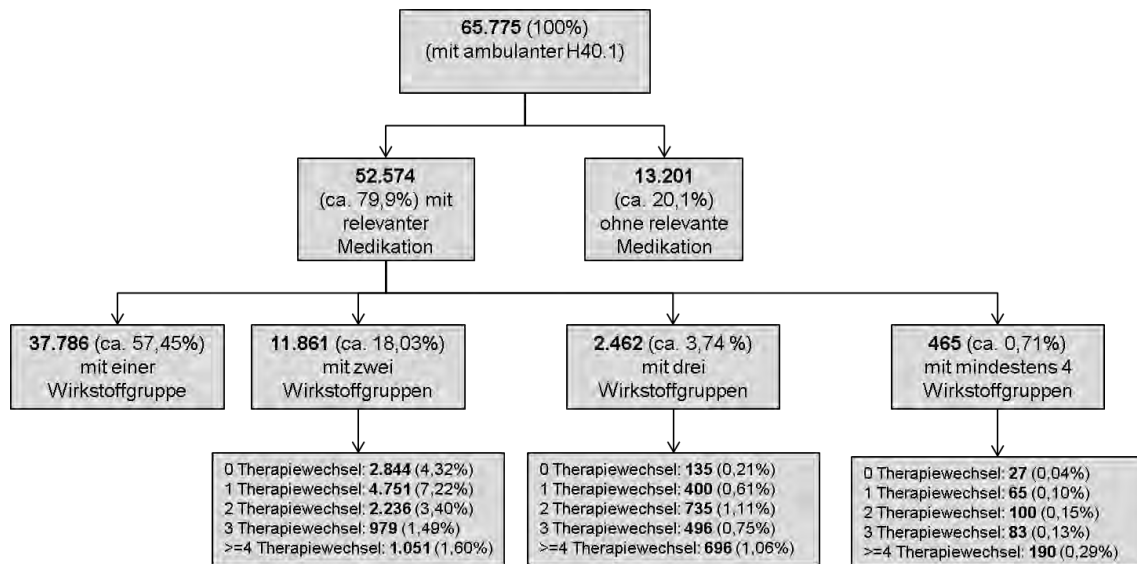 65.775 (100%)
(mit ambulanter H40.1)
52.574
(ca. 79,9%) mit
relevanter
Medikation
13.201
(ca. 20,1%)
ohne relevante
Medikation
37.786 (ca. 57,45%)
mit einer
Wirkstoffgruppe
11.861 (ca. 18,03%)
mit zwei
Wirkstoffgruppen
2.462 (ca. 3,74 %)
mit drei
Wirkstoffgruppen
465 (ca. 0,71%)
mit mindestens 4
Wirkstoffgruppen
0 Therapiewechsel: 2.844 (4,32%)
1 Therapiewechsel: 4.751 (7,22%)
2 Therapiewechsel: 2.236 (3,40%)
3 Therapiewechsel: 979 (1,49%)
>=4 Therapiewechsel: 1.051 (1,60%)
0 Therapiewechsel: 135 (0,21%)
1 Therapiewechsel: 400 (0,61%)
2 Therapiewechsel: 735 (1,11%)
3 Therapiewechsel: 496 (0,75%)
>=4 Therapiewechsel: 696 (1,06%)
0 Therapiewechsel: 27 (0,04%)
1 Therapiewechsel: 65 (0,10%)
2 Therapiewechsel: 100 (0,15%)
3 Therapiewechsel: 83 (0,13%)
>=4 Therapiewechsel: 190 (0,29%)